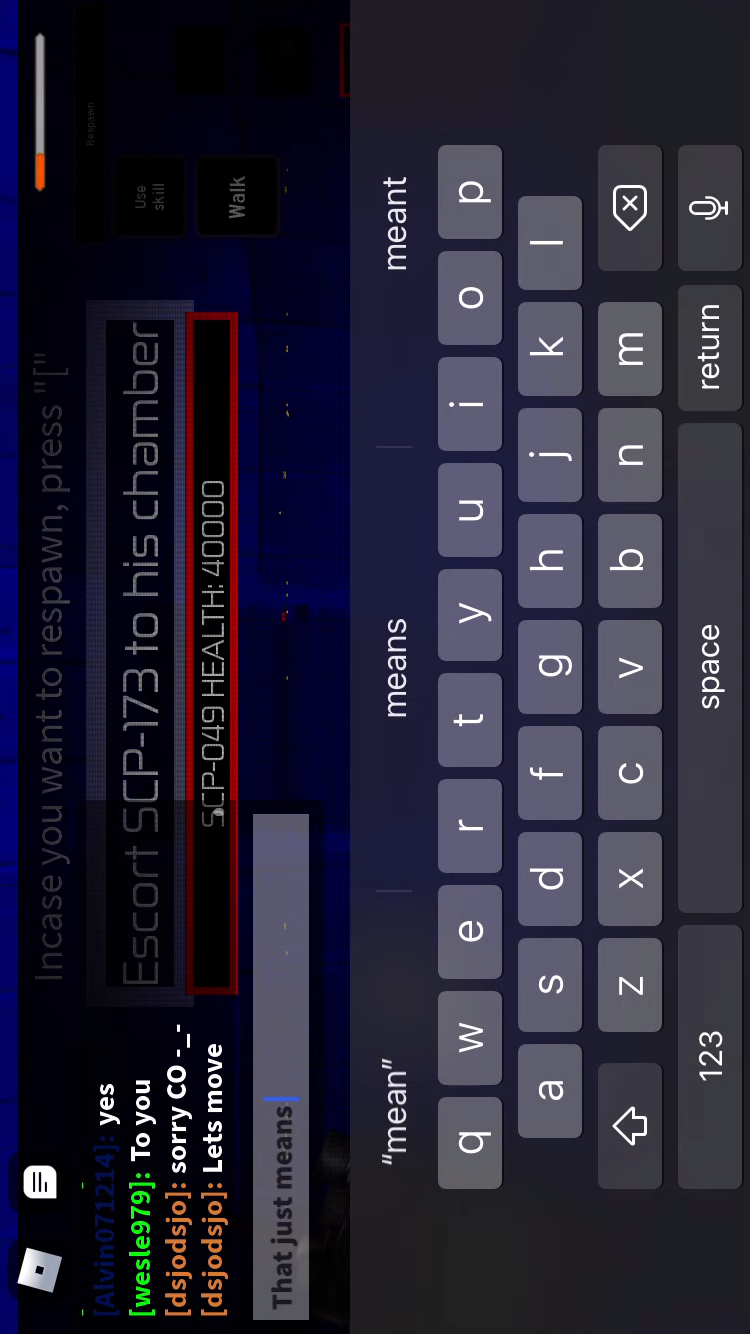 Respawn
Use
skill
Walk
Incase you want to respawn, press "["
Escort SCP-173 to his chamber
SCP-049 HEALTH: 40000
[Alvin071214]: yes
[wesle979]: To you
[dsjodsjo]: sorry CO -_-
[dsjodsjo]: Lets move
That just means
"mean" means meant
q w e r t y u i o p
a s d f g h j k l
z x c v b n m
123 space return